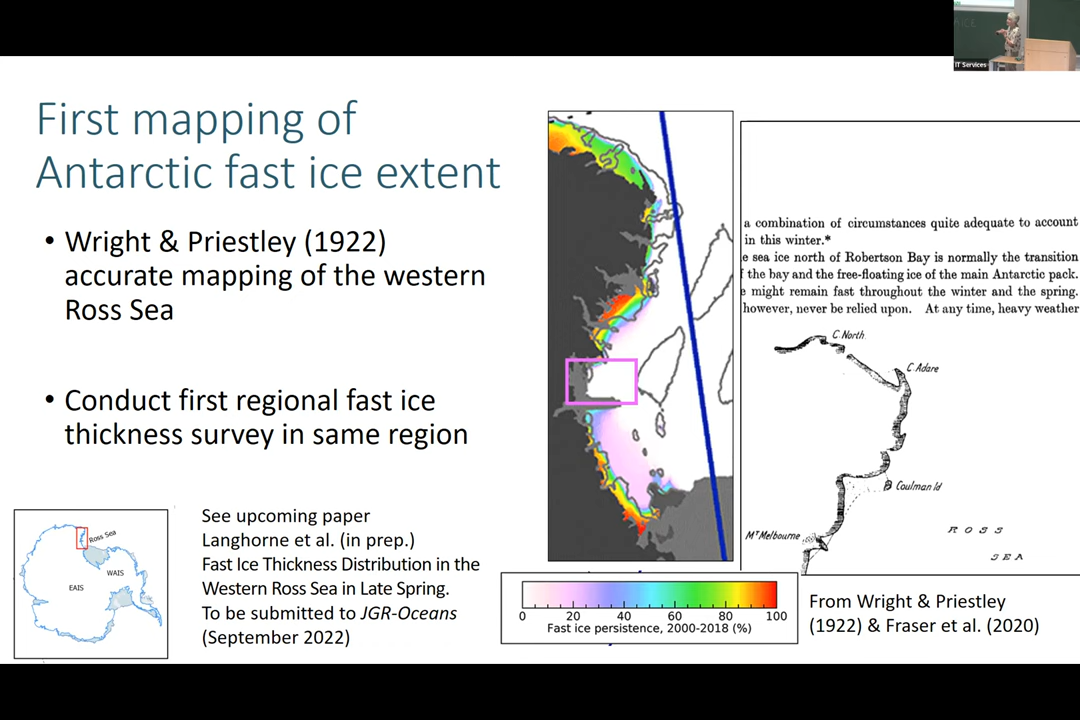 IT Services
First mapping of
Antarctic fast ice extent
• Wright & Priestley (1922)
accurate mapping of the western
Ross Sea
• Conduct first regional fast ice
thickness survey in same region
Ross Sea
WAIS
EAIS
See upcoming paper
Langhorne et al. (in prep.)
Fast Ice Thickness Distribution in the
Western Ross Sea in Late Spring.
To be submitted to JGR-Oceans
(September 2022)
0 20 40 60 80 100
Fast ice persistence, 2000-2018 (%)
a combination of circumstances quite adequate to account
in this winter.*
e sea ice north of Robertson Bay is normally the transition
f the bay and the free-floating ice of the main Antarctic pack.
e might remain fast throughout the winter and the spring.
however, never be relied upon. At any time, heavy weather
C. North.
C. Adare
Coulman Id
Mt Melbourne
ROSS
SEA
From Wright & Priestley
(1922) & Fraser et al. (2020)